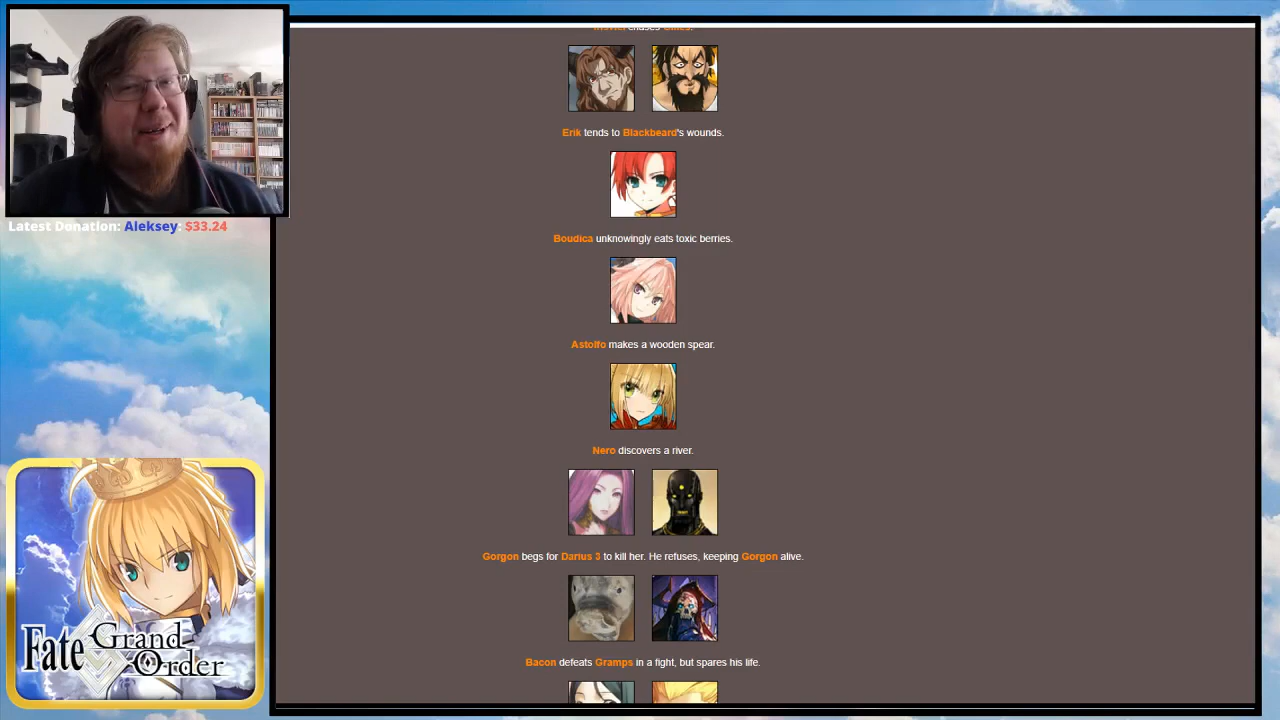 Erik tends to Blackbeard's wounds.
Boudica unknowingly eats toxic berries.
Astolfo makes a wooden spear.
Nero discovers a river.
Gorgon begs for Darius 3 to kill her. He refuses, keeping Gorgon alive.
Bacon defeats Gramps in a fight, but spares his life.
Latest Donation: Aleksey: $33.24
Fate
Grand
Order